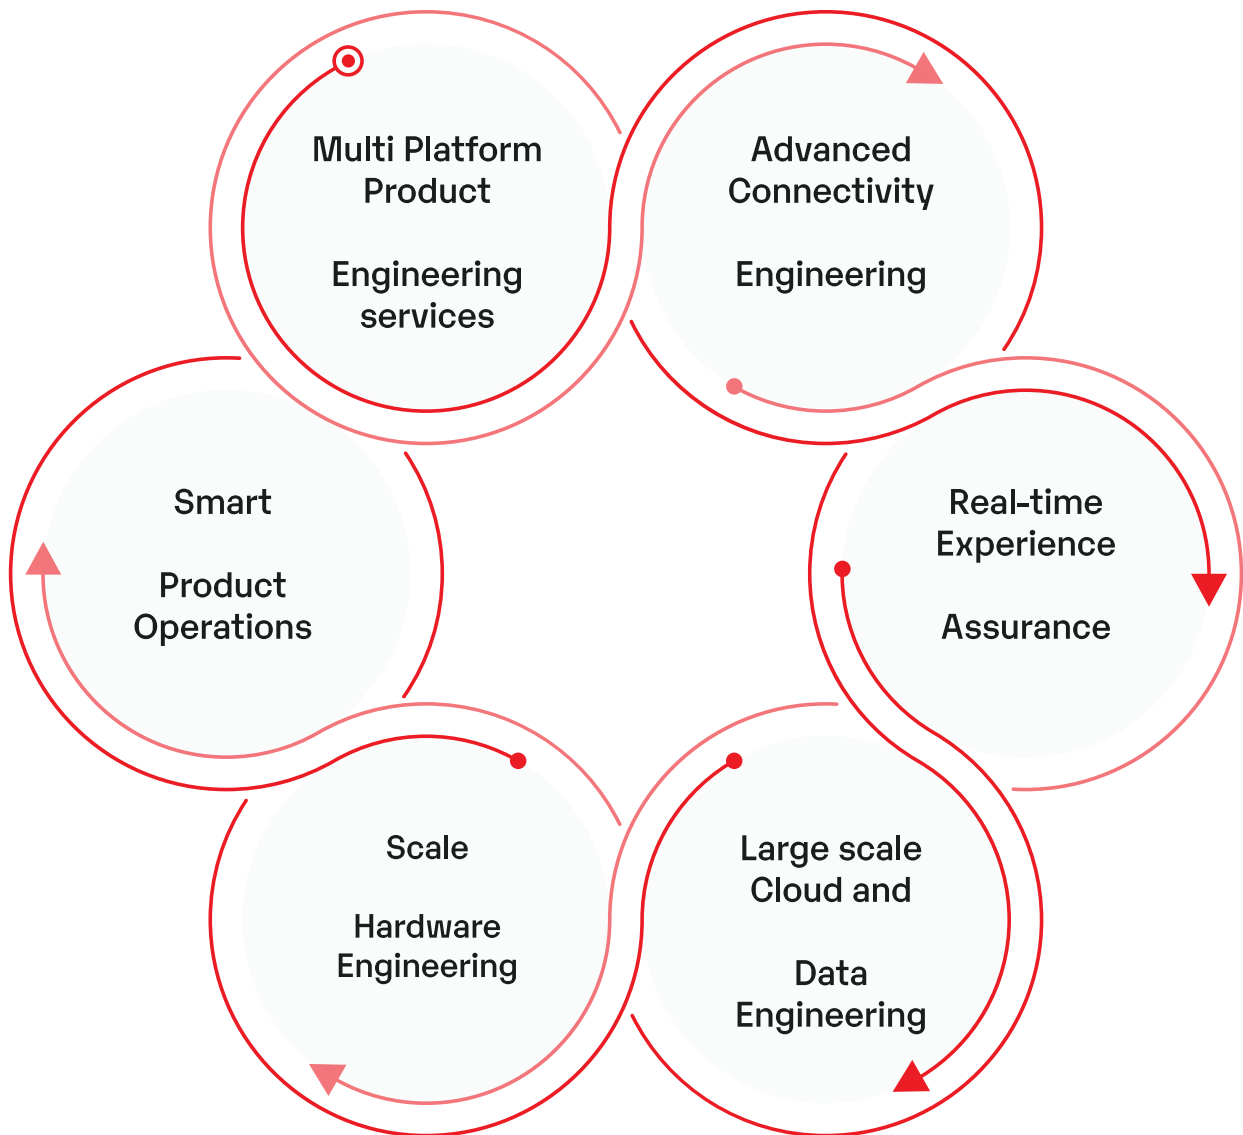 Multi Platform
Product
Engineering
services
Advanced
Connectivity
Engineering
Real-time
Experience
Assurance
Large scale
Cloud and
Data
Engineering
Scale
Hardware
Engineering
Smart
Product
Operations